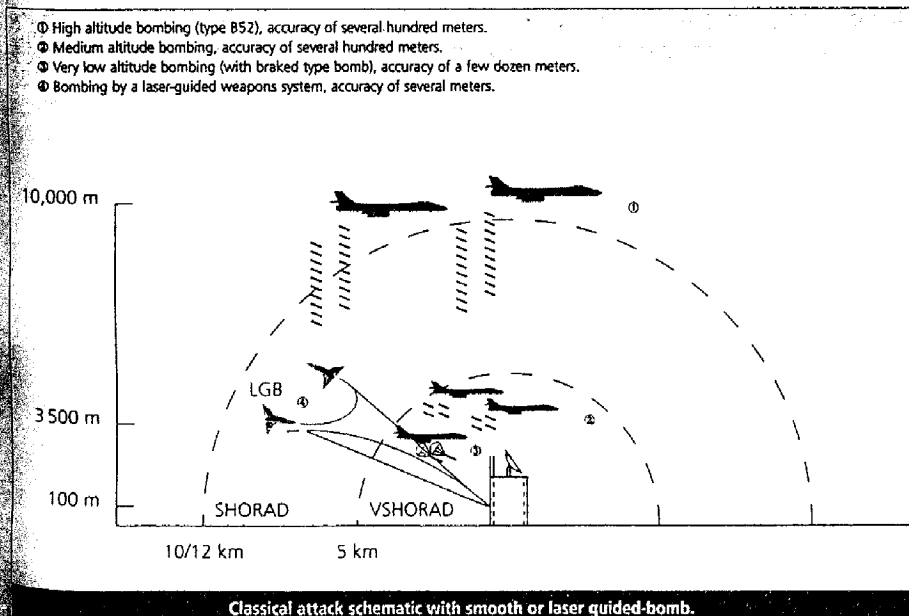 ① High altitude bombing (type B52), accuracy of several hundred meters.
② Medium altitude bombing, accuracy of several hundred meters.
③ Very low altitude bombing (with braked type bomb), accuracy of a few dozen meters.
④ Bombing by a laser-guided weapons system, accuracy of several meters.
10,000 m
①
LGB
④
3 500 m
②
③
100 m
SHORAD
VSHORAD
10/12 km
5 km
Classical attack schematic with smooth or laser guided-bomb.